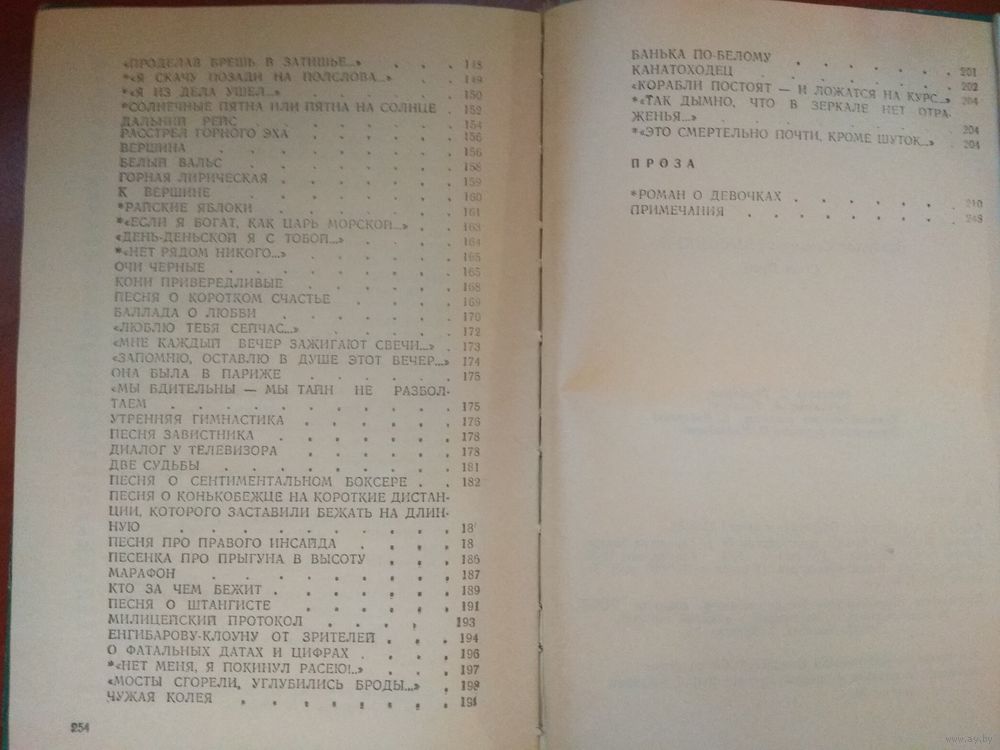 «ПРОДЕЛАВ БРЕШЬ В ЗАТИШЬЕ...» . . . 148
*«Я СКАЧУ ПОЗАДИ НА ПОЛСЛОВА...» . . . 149
*«Я ИЗ ДЕЛА УШЕЛ...» . . . . . . 150
*СОЛНЕЧНЫЕ ПЯТНА ИЛИ ПЯТНА НА СОЛНЦЕ . 152
ДАЛЬНИЙ РЕЙС . . . . . . . 154
РАССТРЕЛ ГОРНОГО ЭХА . . . . . 156
ВЕРШИНА . . . . . . . . 156
БЕЛЫЙ ВАЛЬС . . . . . . . 158
ГОРНАЯ ЛИРИЧЕСКАЯ . . . . . . 159
К ВЕРШИНЕ . . . . . . . 160
*РАЙСКИЕ ЯБЛОКИ . . . . . . 161
*«ЕСЛИ Я БОГАТ, КАК ЦАРЬ МОРСКОЙ...» . . 163
«ДЕНЬ-ДЕНЬСКОЙ Я С ТОБОЙ...» . . . . 164
*«НЕТ РЯДОМ НИКОГО...» . . . . . 165
ОЧИ ЧЕРНЫЕ . . . . . . . 165
КОНИ ПРИВЕРЕДЛИВЫЕ . . . . . 168
ПЕСНЯ О КОРОТКОМ СЧАСТЬЕ . . . . 169
БАЛЛАДА О ЛЮБВИ . . . . . . 170
«ЛЮБЛЮ ТЕБЯ СЕЙЧАС...» . . . . . 172
«МНЕ КАЖДЫЙ ВЕЧЕР ЗАЖИГАЮТ СВЕЧИ...» . 173
«ЗАПОМНЮ, ОСТАВЛЮ В ДУШЕ ЭТОТ ВЕЧЕР...» 174
ОНА БЫЛА В ПАРИЖЕ . . . . . . 175
«МЫ БДИТЕЛЬНЫ — МЫ ТАЙН НЕ РАЗБОЛ-
ТАЕМ . . . . . . . . . 175
УТРЕННЯЯ ГИМНАСТИКА . . . . . 176
ПЕСНЯ ЗАВИСТНИКА . . . . . . 178
ДИАЛОГ У ТЕЛЕВИЗОРА . . . . . 178
ДВЕ СУДЬБЫ . . . . . . . 181
ПЕСНЯ О СЕНТИМЕНТАЛЬНОМ БОКСЕРЕ . . 182
ПЕСНЯ О КОНЬКОБЕЖЦЕ НА КОРОТКИЕ ДИСТАН-
ЦИИ, КОТОРОГО ЗАСТАВИЛИ БЕЖАТЬ НА ДЛИН-
НУЮ . . . . . . . . . 18
ПЕСНЯ ПРО ПРАВОГО ИНСАЙДА . . . . 18
ПЕСЕНКА ПРО ПРЫГУНА В ВЫСОТУ . . . 186
МАРАФОН . . . . . . . . 187
КТО ЗА ЧЕМ БЕЖИТ . . . . . . 189
ПЕСНЯ О ШТАНГИСТЕ . . . . . 191
МИЛИЦЕЙСКИЙ ПРОТОКОЛ . . . . 193
ЕНГИБАРОВУ-КЛОУНУ ОТ ЗРИТЕЛЕЙ . . . 194
О ФАТАЛЬНЫХ ДАТАХ И ЦИФРАХ . . . . 196
*«НЕТ МЕНЯ, Я ПОКИНУЛ РАСЕЮ!..» . . . 197
«МОСТЫ СГОРЕЛИ, УГЛУБИЛИСЬ БРОДЫ...» . 198
ЧУЖАЯ КОЛЕЯ . . . . . . .
254
БАНЬКА ПО-БЕЛОМУ . . . . . . 201
КАНАТОХОДЕЦ . . . . . . . 202
«КОРАБЛИ ПОСТОЯТ — И ЛОЖАТСЯ НА КУРС...» 204
*«ТАК ДЫМНО, ЧТО В ЗЕРКАЛЕ НЕТ ОТРА-
ЖЕНЬЯ...» . . . . . . . . 204
*«ЭТО СМЕРТЕЛЬНО ПОЧТИ, КРОМЕ ШУТОК...» . 204
ПРОЗА
*РОМАН О ДЕВОЧКАХ . . . . . . 210
ПРИМЕЧАНИЯ . . . . . . . 248
www.ay.by